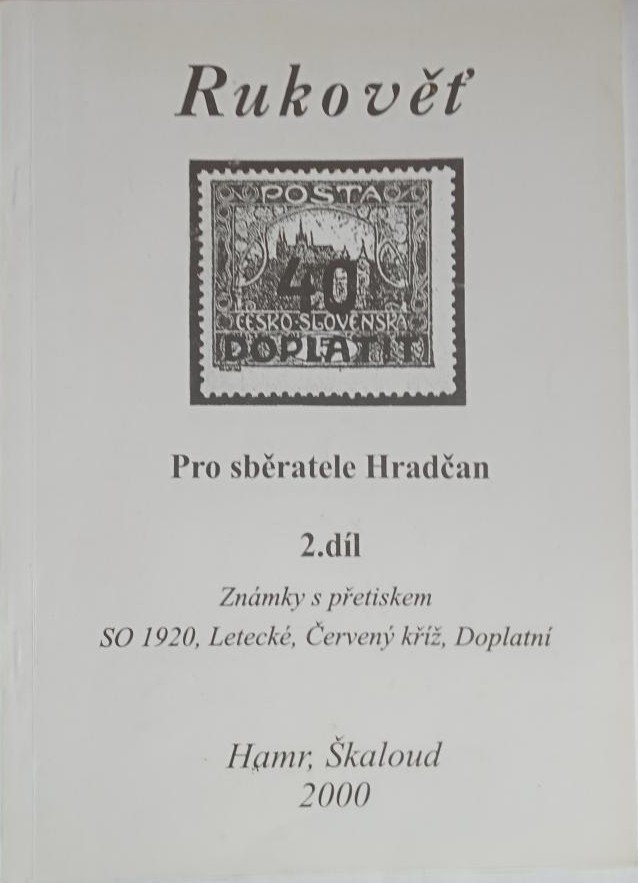 Rukověť
POSTA
40
ČESKO-SLOVENSKÁ
DOPLATIT
Pro sběratele Hradčan
2.díl
Známky s přetiskem
SO 1920, Letecké, Červený kříž, Doplatní
Hamr, Škaloud
2000